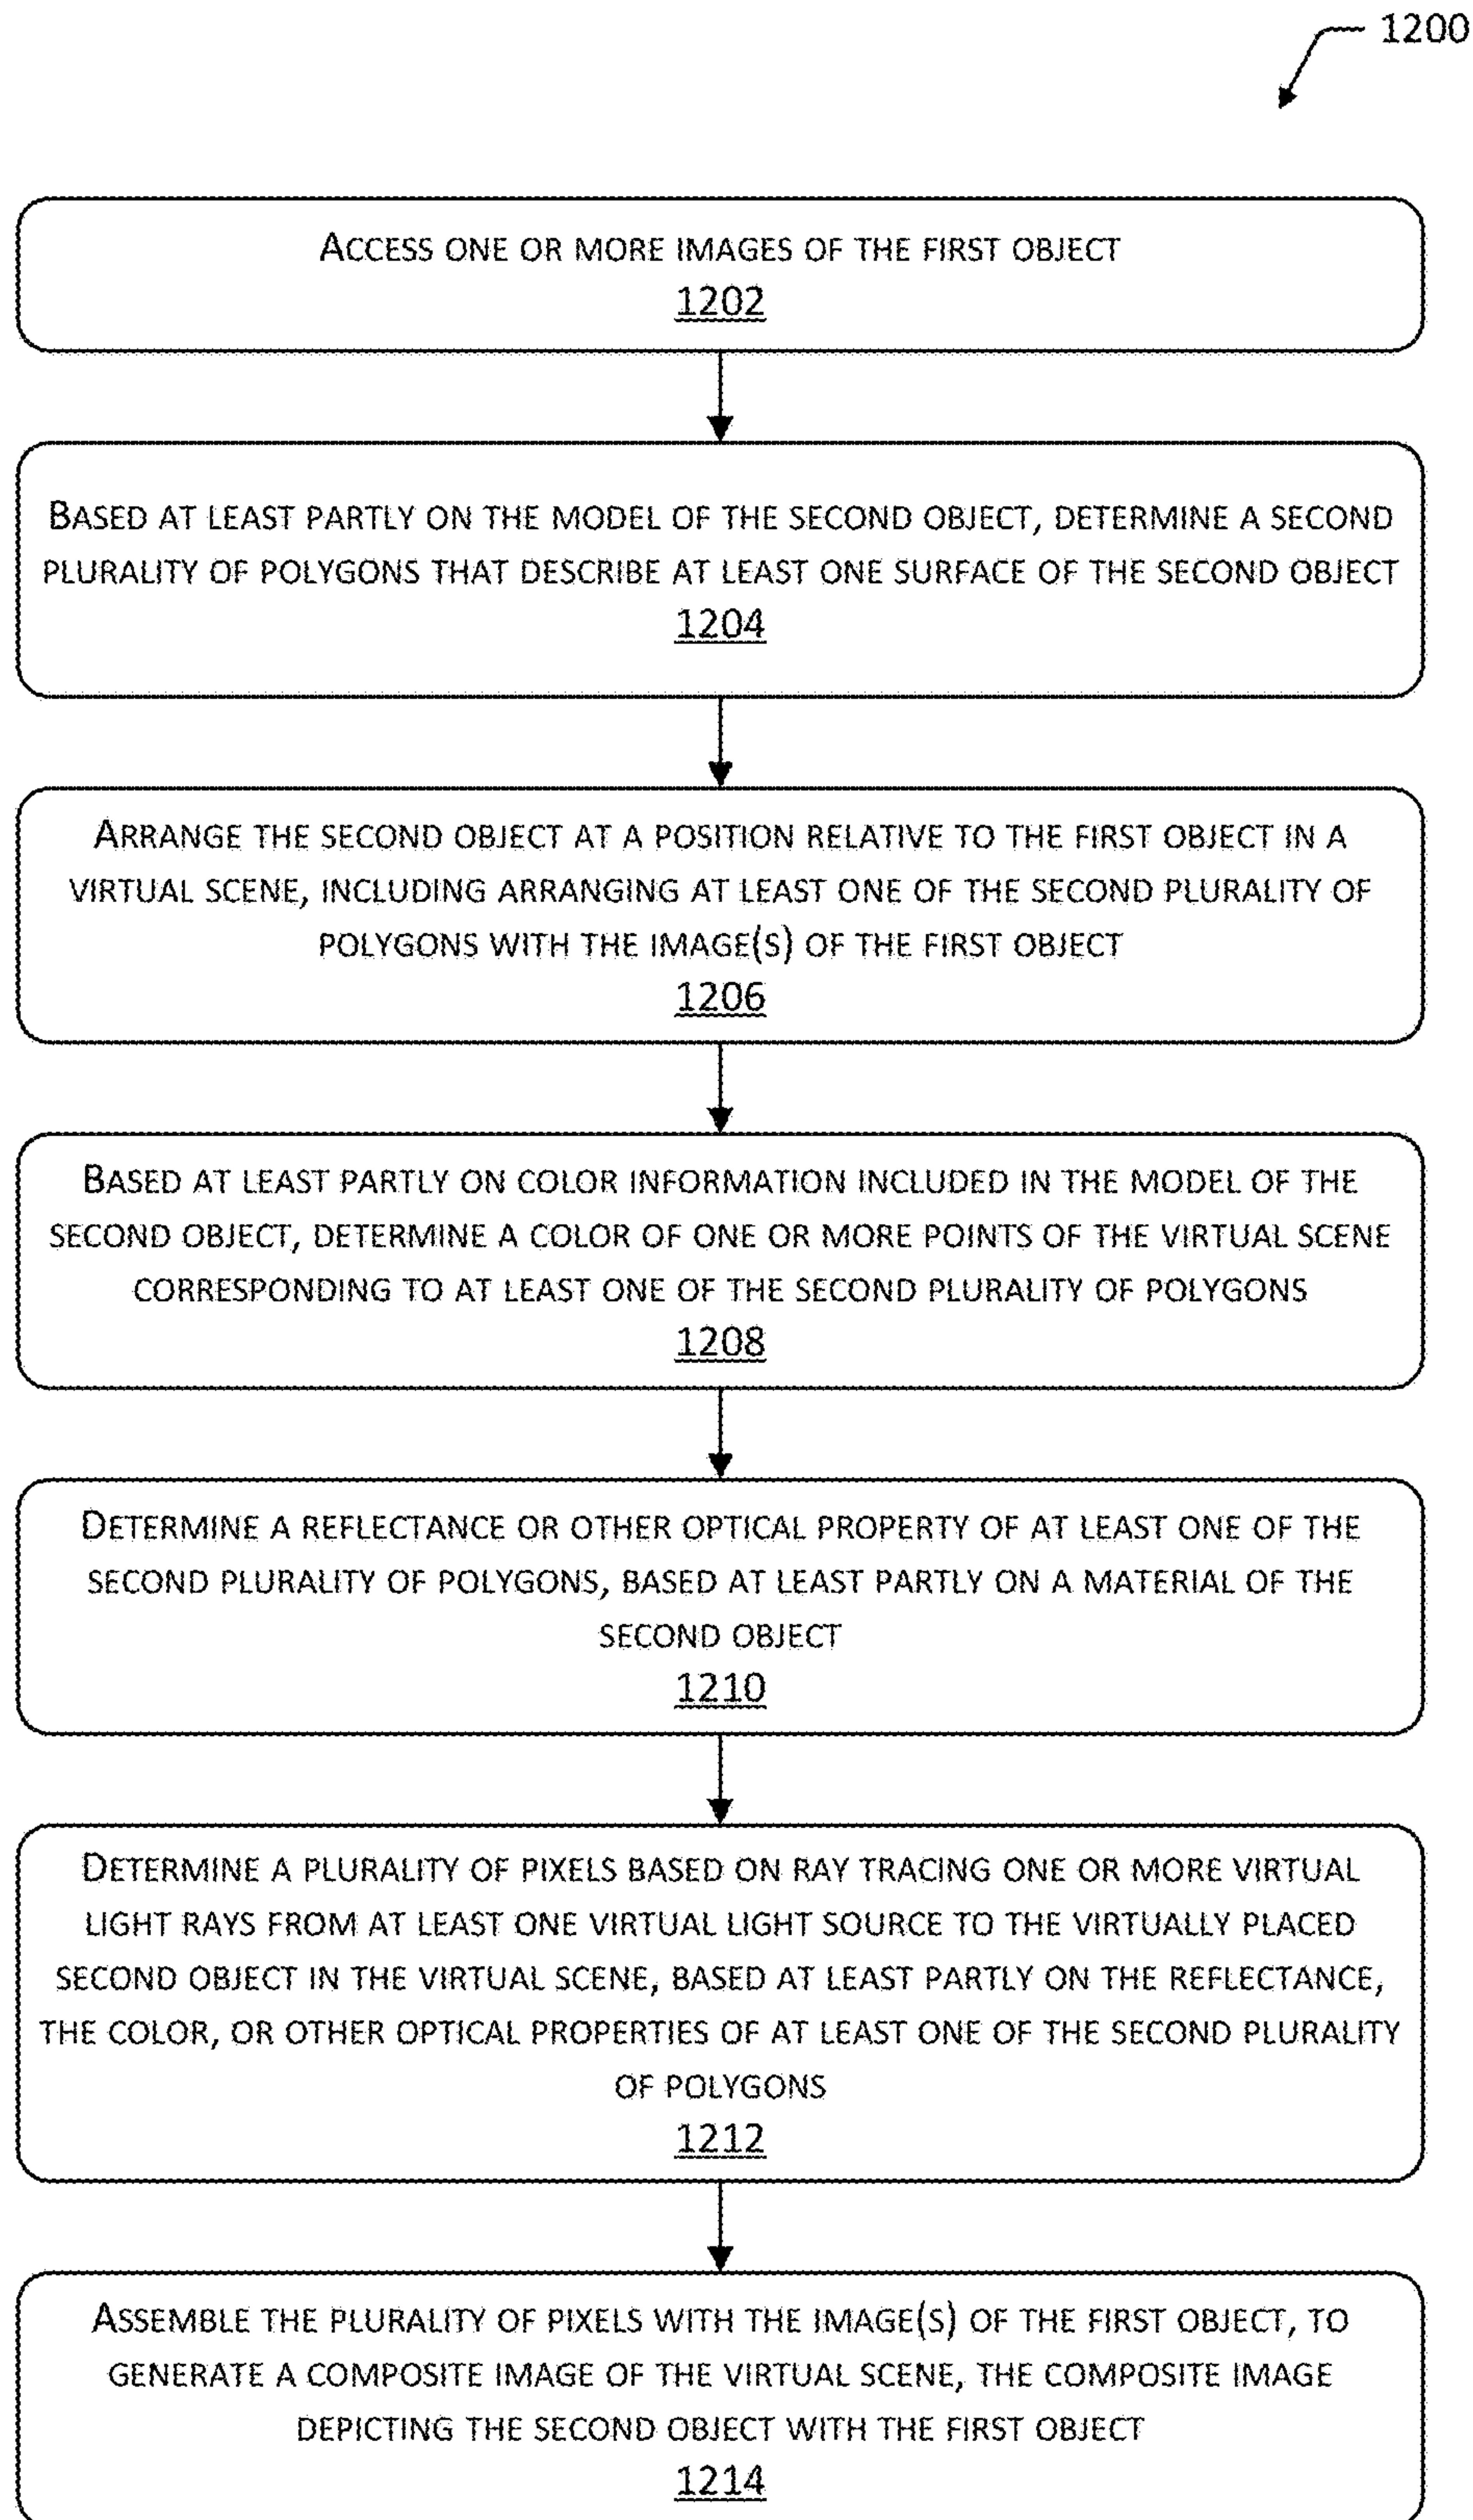 1200
ACCESS ONE OR MORE IMAGES OF THE FIRST OBJECT
1202
BASED AT LEAST PARTLY ON THE MODEL OF THE SECOND OBJECT, DETERMINE A SECOND
PLURALITY OF POLYGONS THAT DESCRIBE AT LEAST ONE SURFACE OF THE SECOND OBJECT
1204
ARRANGE THE SECOND OBJECT AT A POSITION RELATIVE TO THE FIRST OBJECT IN A
VIRTUAL SCENE, INCLUDING ARRANGING AT LEAST ONE OF THE SECOND PLURALITY OF
POLYGONS WITH THE IMAGE(S) OF THE FIRST OBJECT
1206
BASED AT LEAST PARTLY ON COLOR INFORMATION INCLUDED IN THE MODEL OF THE
SECOND OBJECT, DETERMINE A COLOR OF ONE OR MORE POINTS OF THE VIRTUAL SCENE
CORRESPONDING TO AT LEAST ONE OF THE SECOND PLURALITY OF POLYGONS
1208
DETERMINE A REFLECTANCE OR OTHER OPTICAL PROPERTY OF AT LEAST ONE OF THE
SECOND PLURALITY OF POLYGONS, BASED AT LEAST PARTLY ON A MATERIAL OF THE
SECOND OBJECT
1210
DETERMINE A PLURALITY OF PIXELS BASED ON RAY TRACING ONE OR MORE VIRTUAL
LIGHT RAYS FROM AT LEAST ONE VIRTUAL LIGHT SOURCE TO THE VIRTUALLY PLACED
SECOND OBJECT IN THE VIRTUAL SCENE, BASED AT LEAST PARTLY ON THE REFLECTANCE,
THE COLOR, OR OTHER OPTICAL PROPERTIES OF AT LEAST ONE OF THE SECOND PLURALITY
OF POLYGONS
1212
ASSEMBLE THE PLURALITY OF PIXELS WITH THE IMAGE(S) OF THE FIRST OBJECT, TO
GENERATE A COMPOSITE IMAGE OF THE VIRTUAL SCENE, THE COMPOSITE IMAGE
DEPICTING THE SECOND OBJECT WITH THE FIRST OBJECT
1214